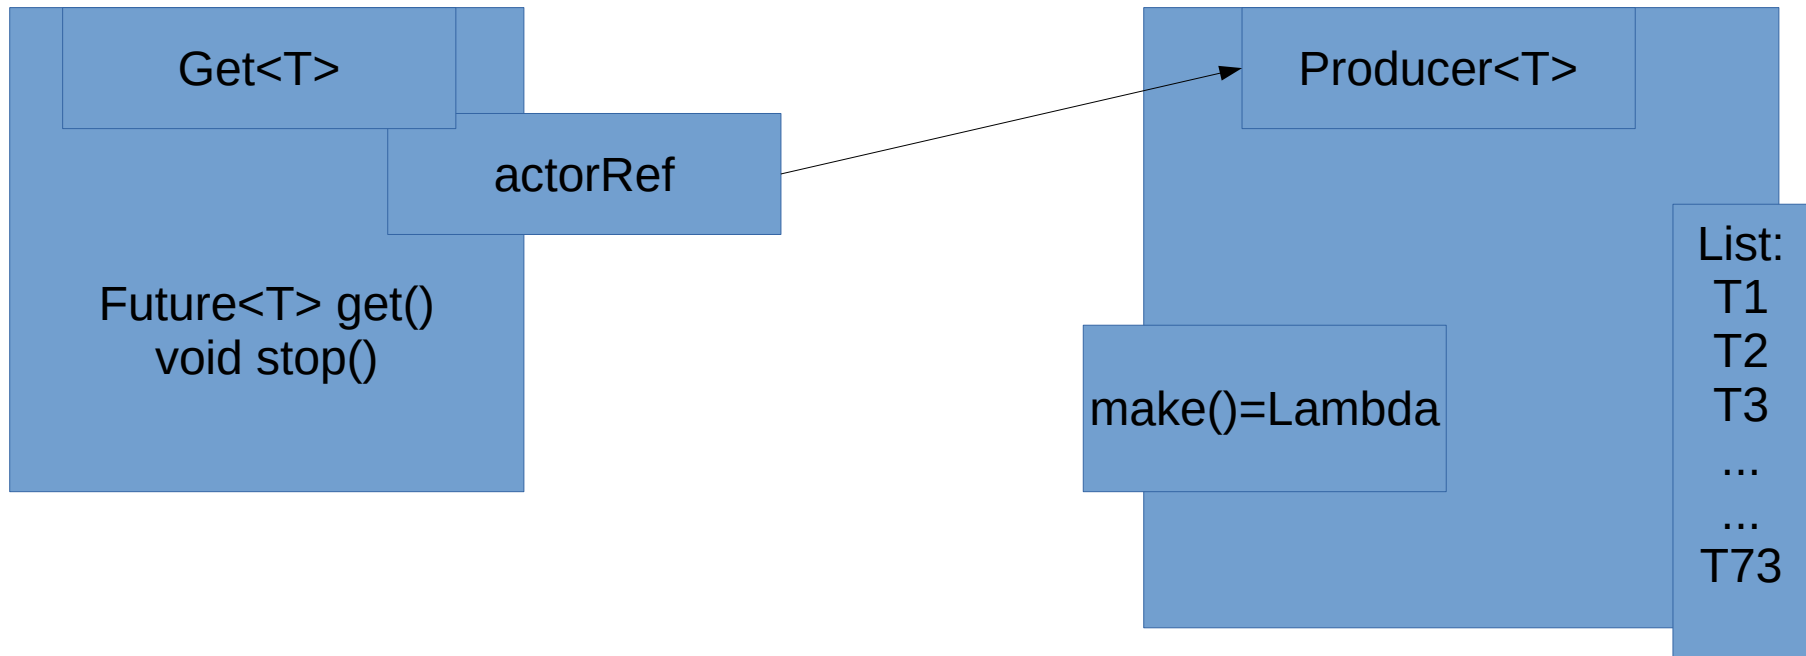 Get<T>
actorRef
Future<T> get()
void stop()
Producer<T>
make()=Lambda
List:
T1
T2
T3
...
...
T73